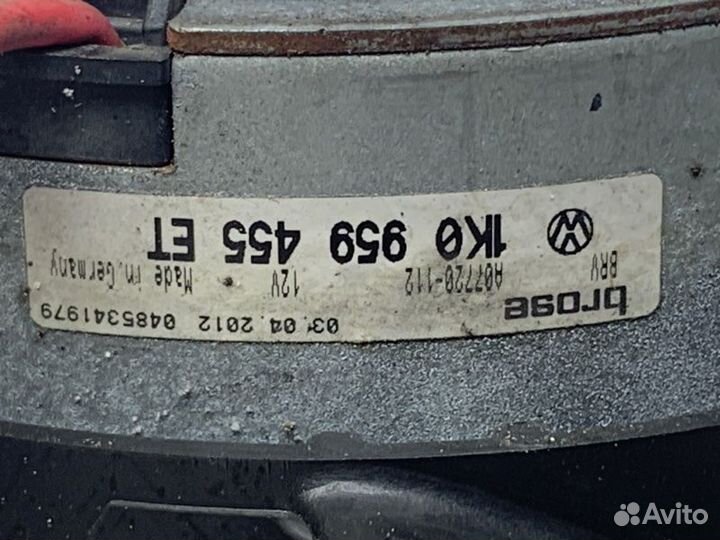 brose 03.04.2012 0485341979
BRV A07720-112 12V Made in Germany
1K0 959 455 ET
Avito